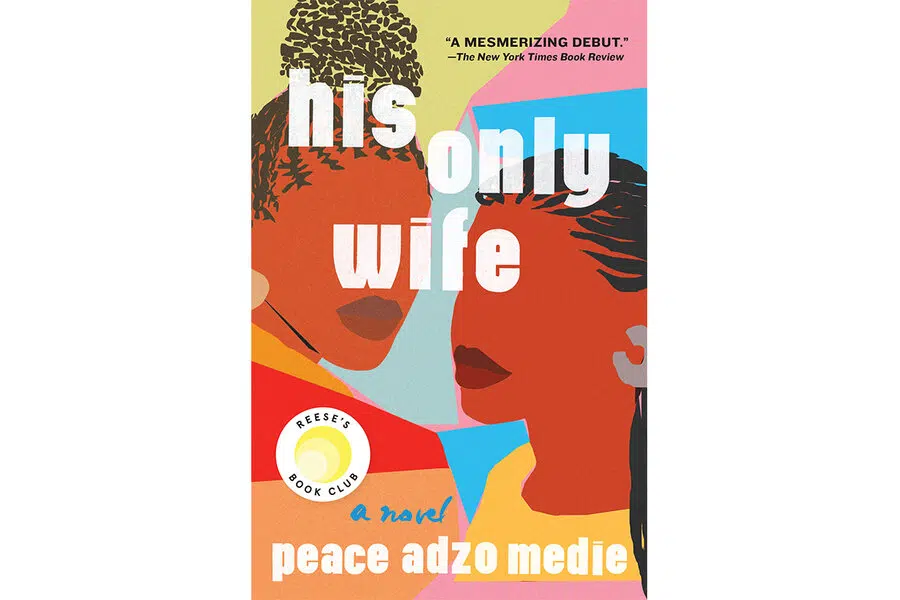 “A MESMERIZING DEBUT.”
—The New York Times Book Review
his
only
wife
REESE'S
BOOK CLUB
a novel
peace adzo medie